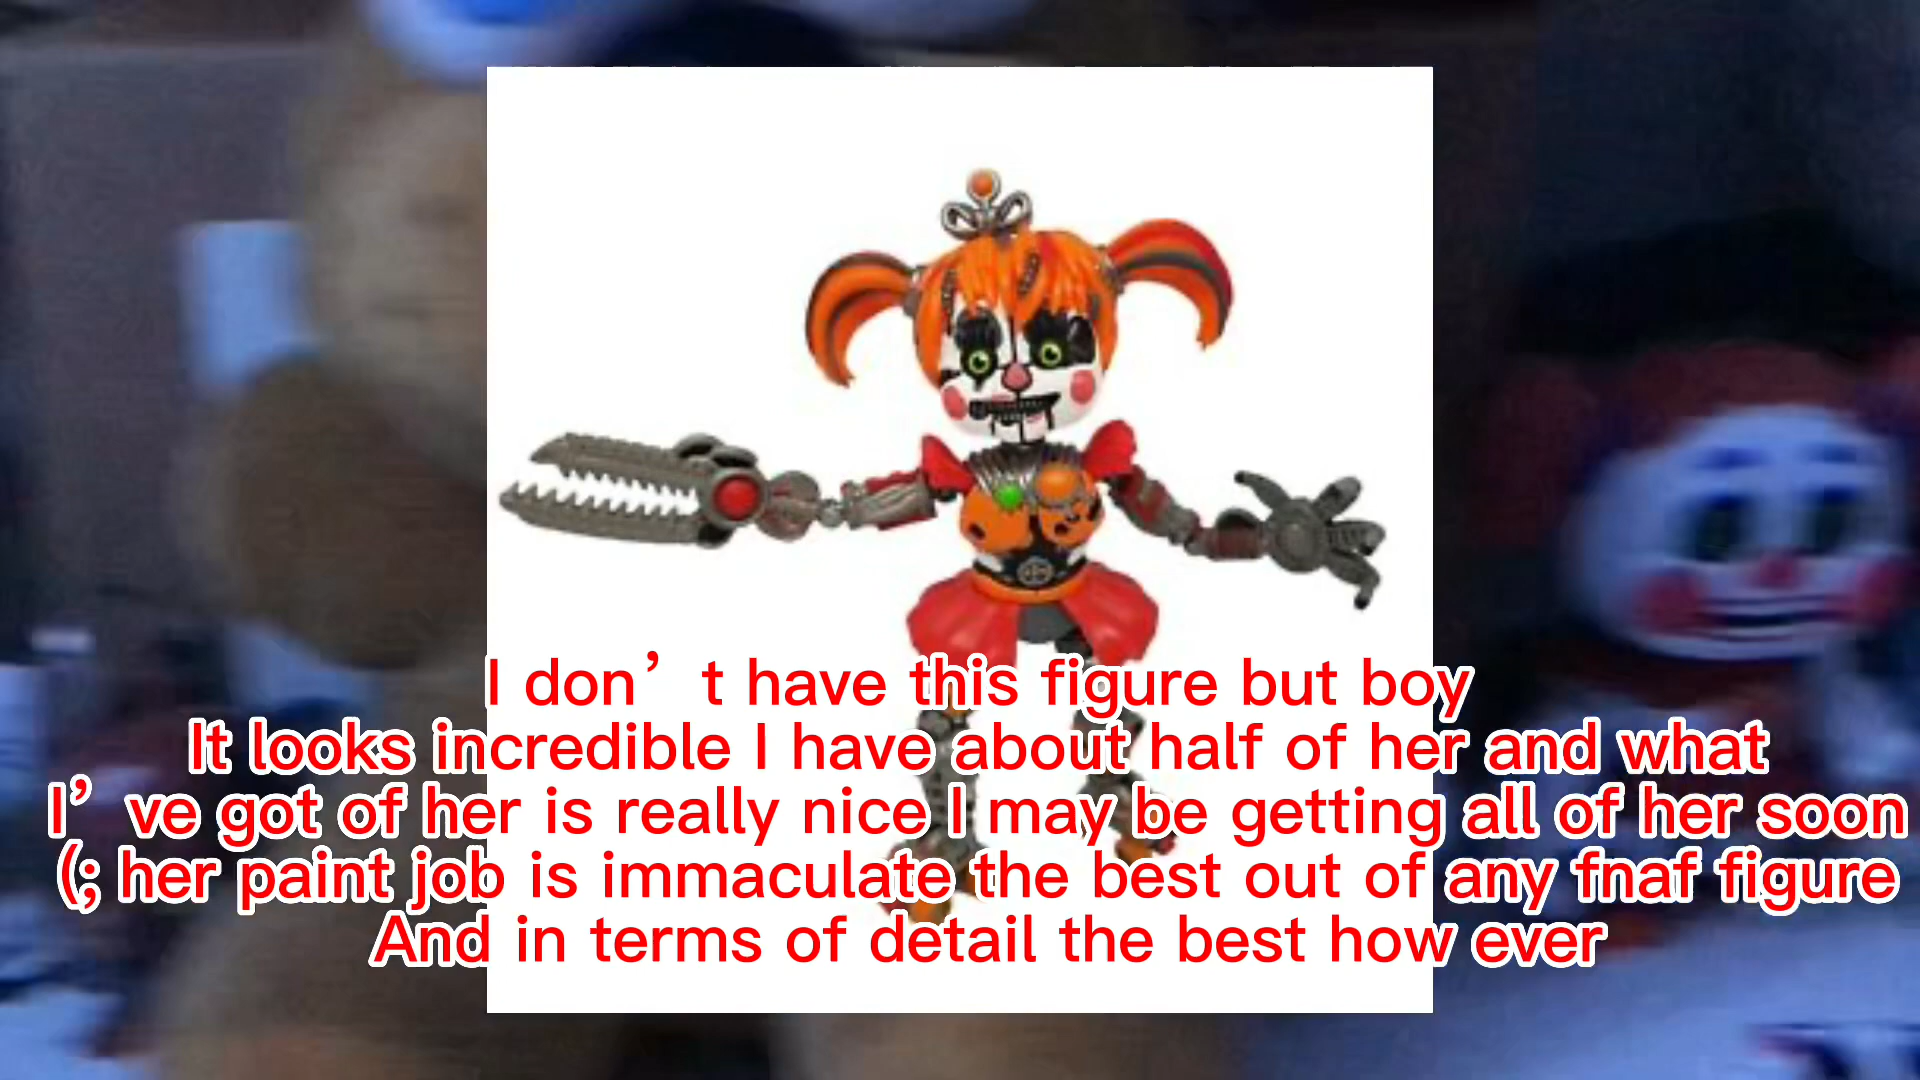 I don’t have this figure but boy
It looks incredible I have about half of her and what
I’ve got of her is really nice I may be getting all of her soon
(; her paint job is immaculate the best out of any fnaf figure
And in terms of detail the best how ever